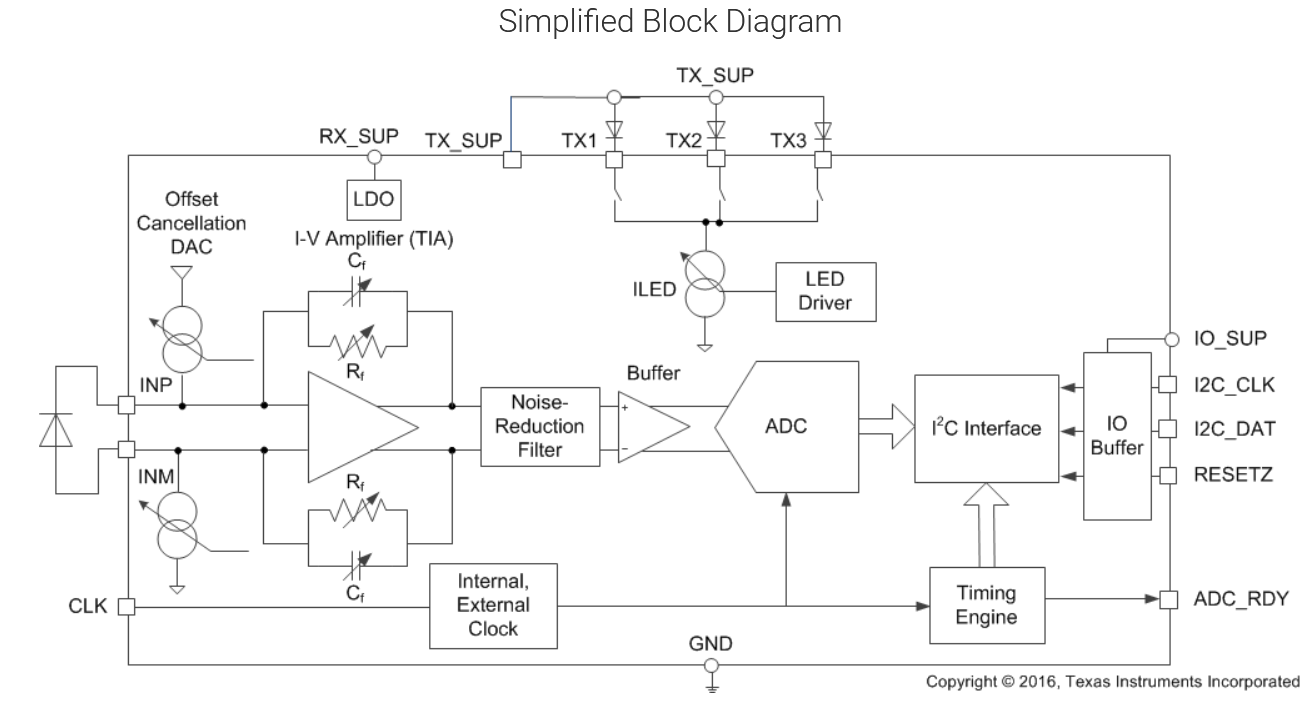 Simplified Block Diagram
TX_SUP
RX_SUP
TX_SUP
TX1
TX2
TX3
LDO
Offset
Cancellation
DAC
I-V Amplifier (TIA)
Cf
Rf
ILED
LED
Driver
INP
INM
Noise-
Reduction
Filter
Buffer
+
−
ADC
I²C Interface
IO
Buffer
IO_SUP
I2C_CLK
I2C_DAT
RESETZ
Rf
Cf
CLK
Internal,
External
Clock
Timing
Engine
ADC_RDY
GND
Copyright © 2016, Texas Instruments Incorporated